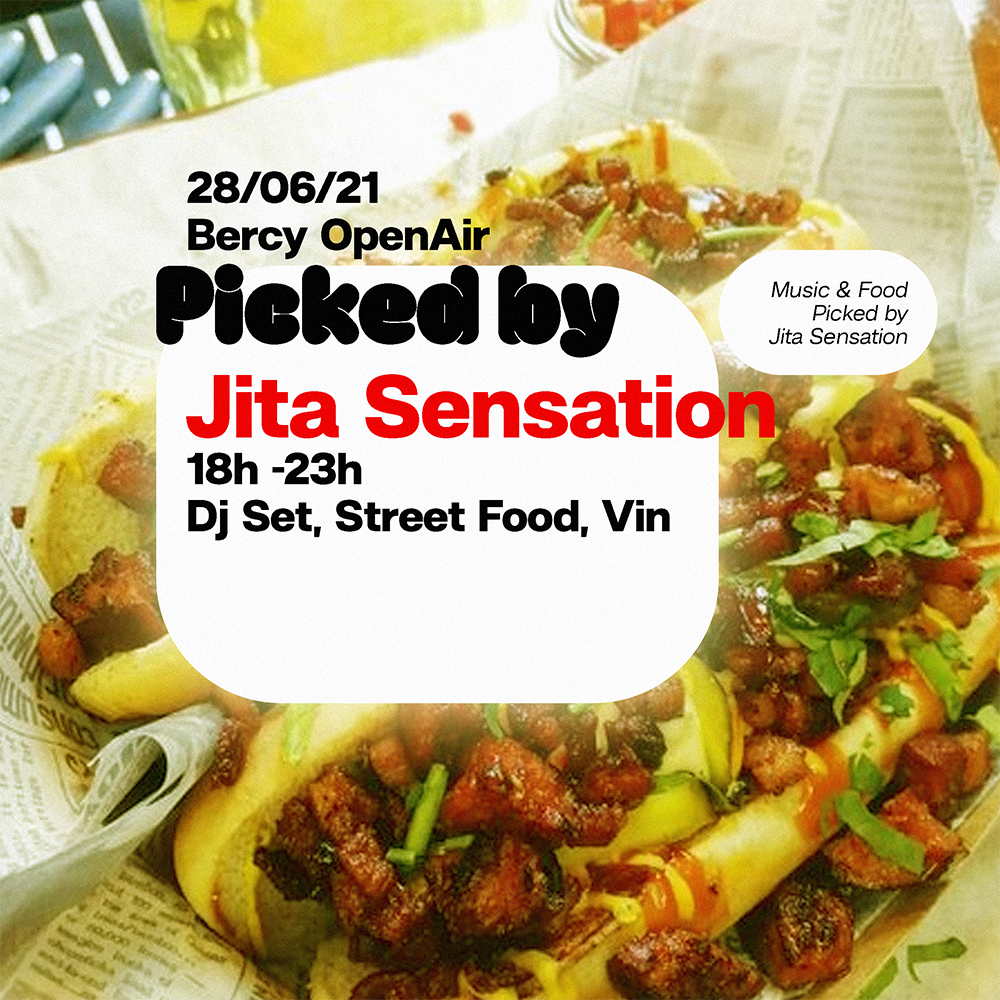 28/06/21
Bercy OpenAir
Picked by
Jita Sensation
18h -23h
Dj Set, Street Food, Vin
Music & Food
Picked by
Jita Sensation